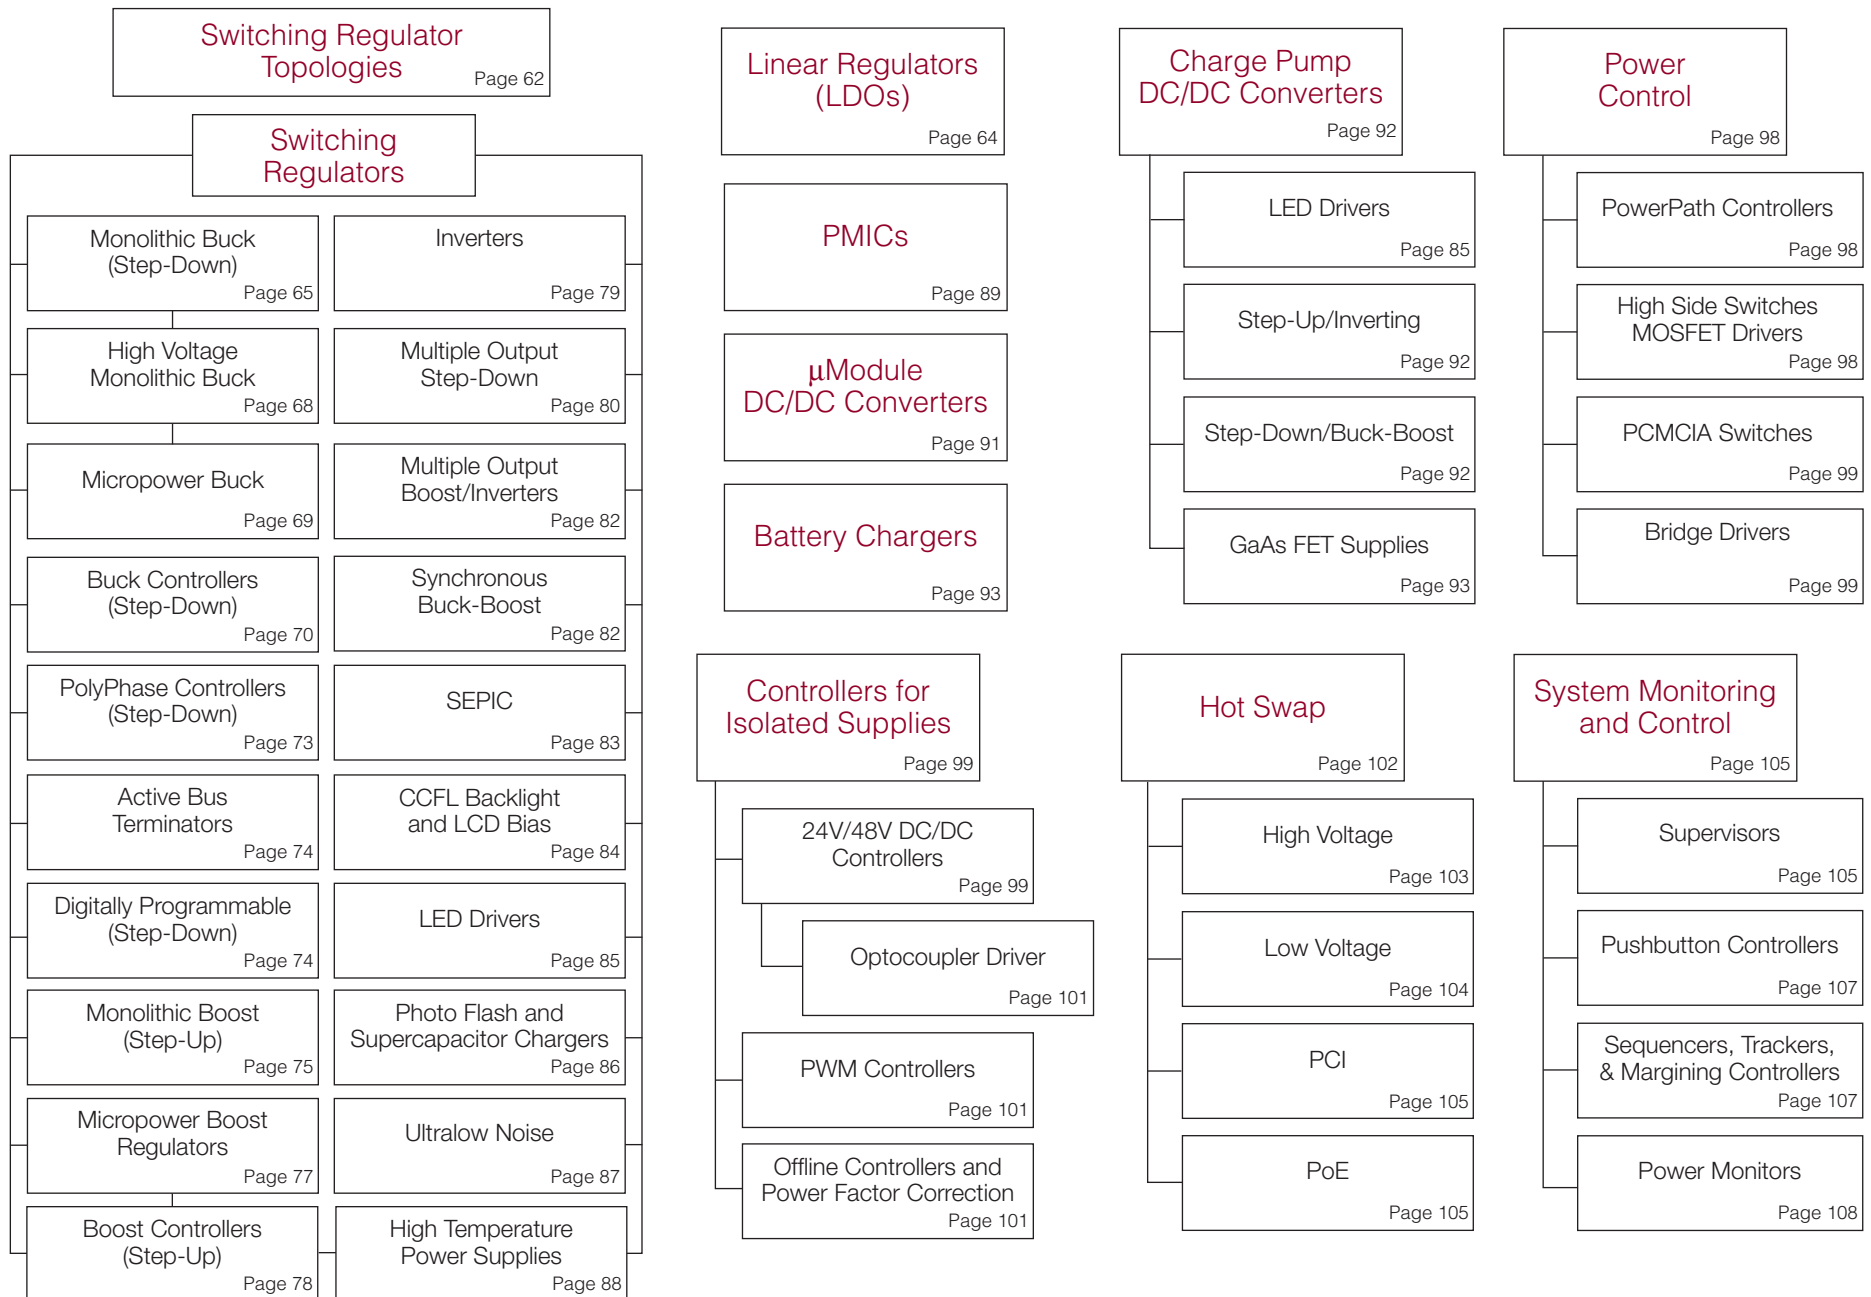 Switching Regulator
Topologies
Page 62
Switching
Regulators
Monolithic Buck
(Step-Down)
Page 65
High Voltage
Monolithic Buck
Page 68
Micropower Buck
Page 69
Buck Controllers
(Step-Down)
Page 70
PolyPhase Controllers
(Step-Down)
Page 73
Active Bus
Terminators
Page 74
Digitally Programmable
(Step-Down)
Page 74
Monolithic Boost
(Step-Up)
Page 75
Micropower Boost
Regulators
Page 77
Boost Controllers
(Step-Up)
Page 78
Inverters
Page 79
Multiple Output
Step-Down
Page 80
Multiple Output
Boost/Inverters
Page 82
Synchronous
Buck-Boost
Page 82
SEPIC
Page 83
CCFL Backlight
and LCD Bias
Page 84
LED Drivers
Page 85
Photo Flash and
Supercapacitor Chargers
Page 86
Ultralow Noise
Page 87
High Temperature
Power Supplies
Page 88
Linear Regulators
(LDOs)
Page 64
PMICs
Page 89
µModule
DC/DC Converters
Page 91
Battery Chargers
Page 93
Charge Pump
DC/DC Converters
Page 92
LED Drivers
Page 85
Step-Up/Inverting
Page 92
Step-Down/Buck-Boost
Page 92
GaAs FET Supplies
Page 93
Power
Control
Page 98
PowerPath Controllers
Page 98
High Side Switches
MOSFET Drivers
Page 98
PCMCIA Switches
Page 99
Bridge Drivers
Page 99
Controllers for
Isolated Supplies
Page 99
24V/48V DC/DC
Controllers
Page 99
Optocoupler Driver
Page 101
PWM Controllers
Page 101
Offline Controllers and
Power Factor Correction
Page 101
Hot Swap
Page 102
High Voltage
Page 103
Low Voltage
Page 104
PCI
Page 105
PoE
Page 105
System Monitoring
and Control
Page 105
Supervisors
Page 105
Pushbutton Controllers
Page 107
Sequencers, Trackers,
& Margining Controllers
Page 107
Power Monitors
Page 108